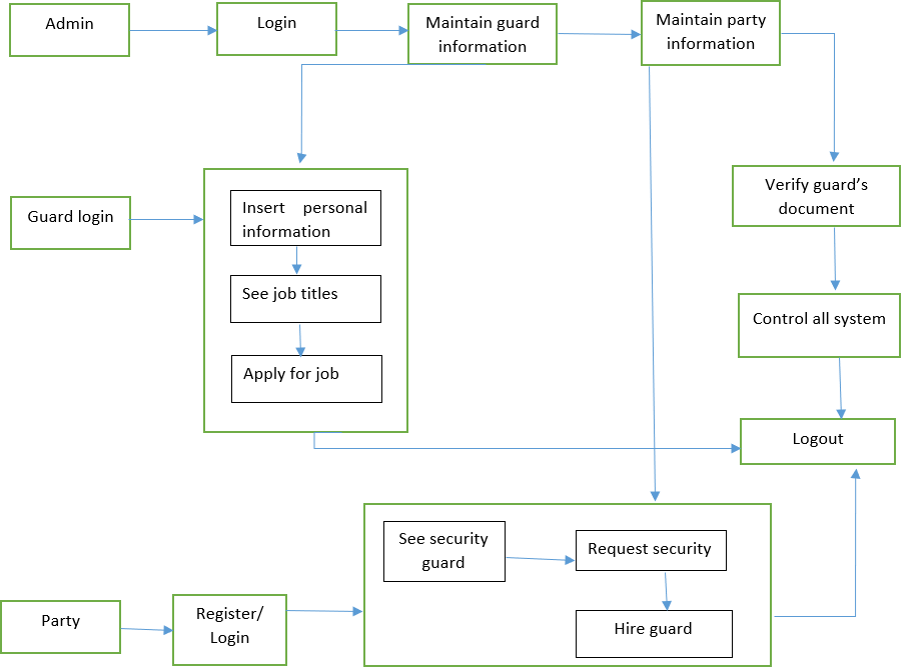 Admin
Login
Maintain guard
information
Maintain party
information
Verify guard's
document
Guard login
Insert personal
information
See job titles
Control all system
Apply for job
Logout
See security
guard
Request security
Party
Register/
Login
Hire guard